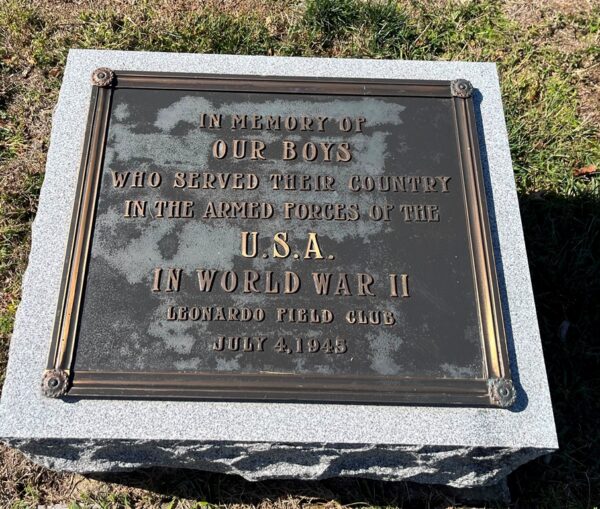 IN MEMORY OF
OUR BOYS
WHO SERVED THEIR COUNTRY
IN THE ARMED FORCES OF THE
U.S.A.
IN WORLD WAR II
LEONARDO FIELD CLUB
JULY 4, 1945